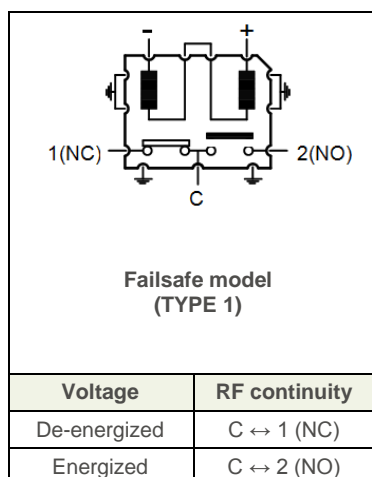 - +
1(NC) 2(NO)
C
Failsafe model
(TYPE 1)
Voltage RF continuity
De-energized C ↔ 1 (NC)
Energized C ↔ 2 (NO)